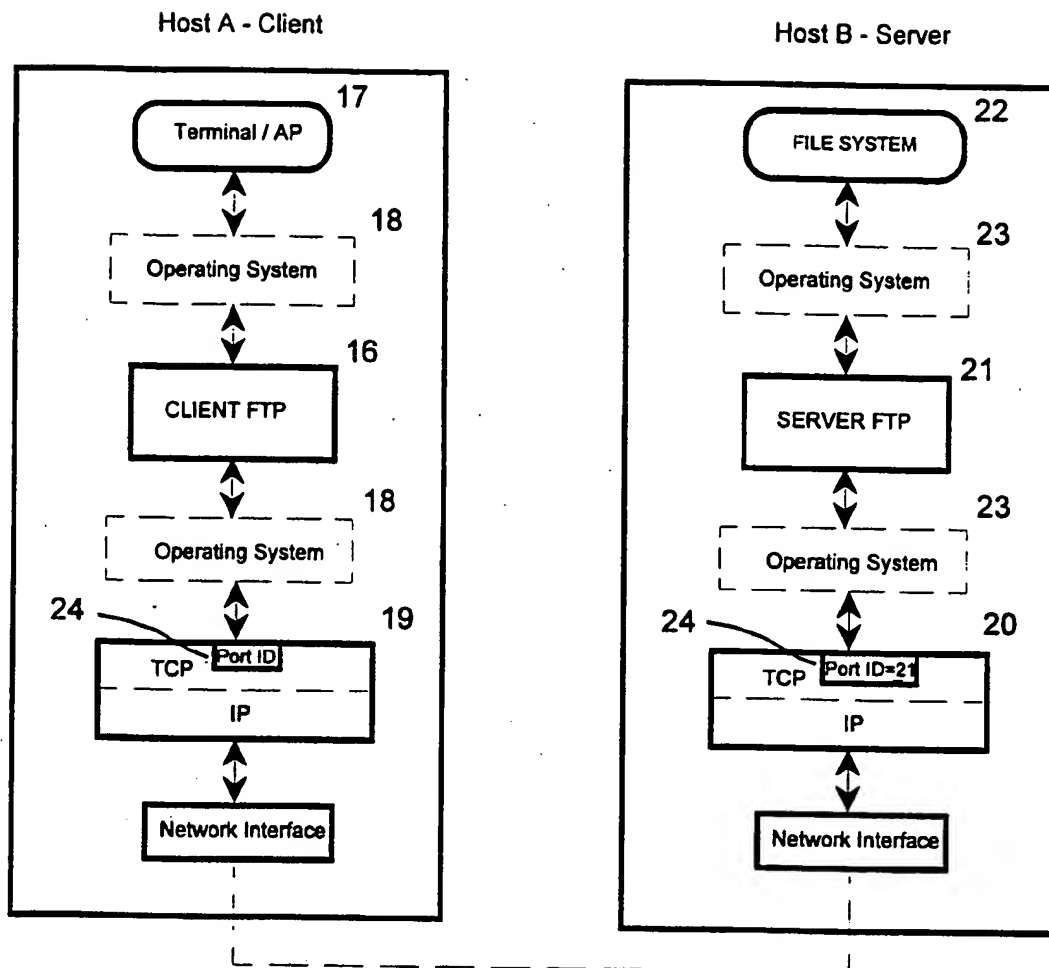 Host A - Client
17
Terminal / AP
18
Operating System
16
CLIENT FTP
18
Operating System
24
19
Port ID
TCP
IP
Network Interface
Host B - Server
22
FILE SYSTEM
23
Operating System
21
SERVER FTP
23
Operating System
24
20
Port ID=21
TCP
IP
Network Interface